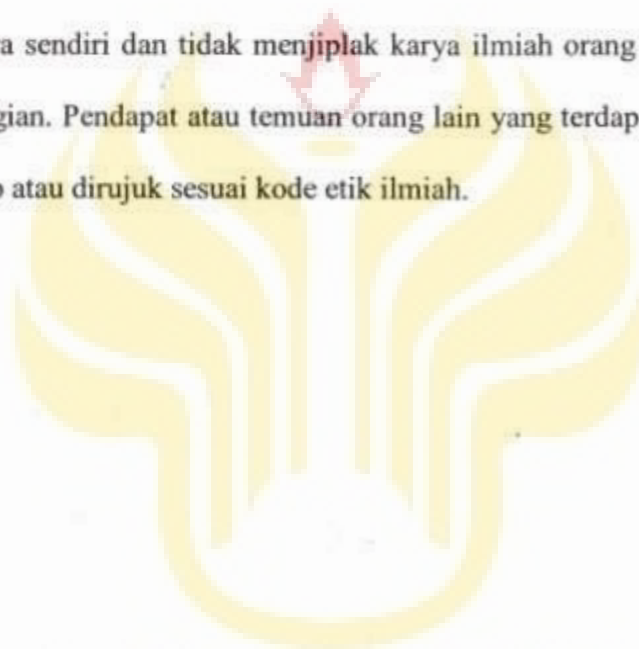 a sendiri dan tidak menjiplak karya ilmiah orang
gian. Pendapat atau temuan orang lain yang terdap
atau dirujuk sesuai kode etik ilmiah.